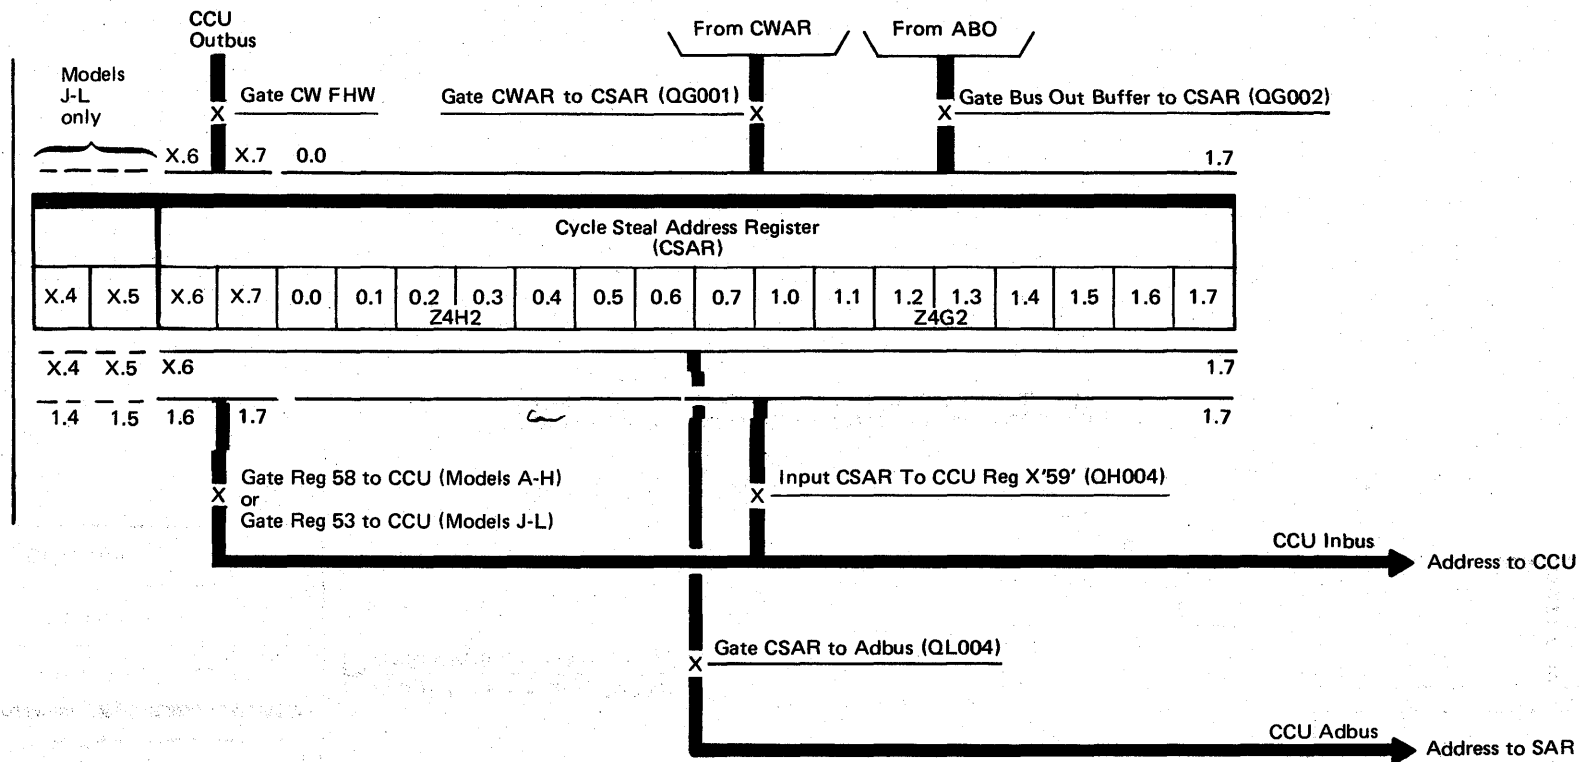 CCU
Outbus
From CWAR
From ABO
Models
J-L
only
X Gate CW FHW
Gate CWAR to CSAR (QG001) X
X Gate Bus Out Buffer to CSAR (QG002)
X.6 X.7 0.0 1.7
Cycle Steal Address Register
(CSAR)
X.4 X.5 X.6 X.7 0.0 0.1 0.2 0.3 0.4 0.5 0.6 0.7 1.0 1.1 1.2 1.3 1.4 1.5 1.6 1.7
Z4H2 Z4G2
X.4 X.5 X.6 1.7
1.4 1.5 1.6 1.7 1.7
Gate Reg 58 to CCU (Models A-H)
X or
Gate Reg 53 to CCU (Models J-L)
X Input CSAR To CCU Reg X'59' (QH004)
CCU Inbus
Address to CCU
X Gate CSAR to Adbus (QL004)
CCU Adbus
Address to SAR